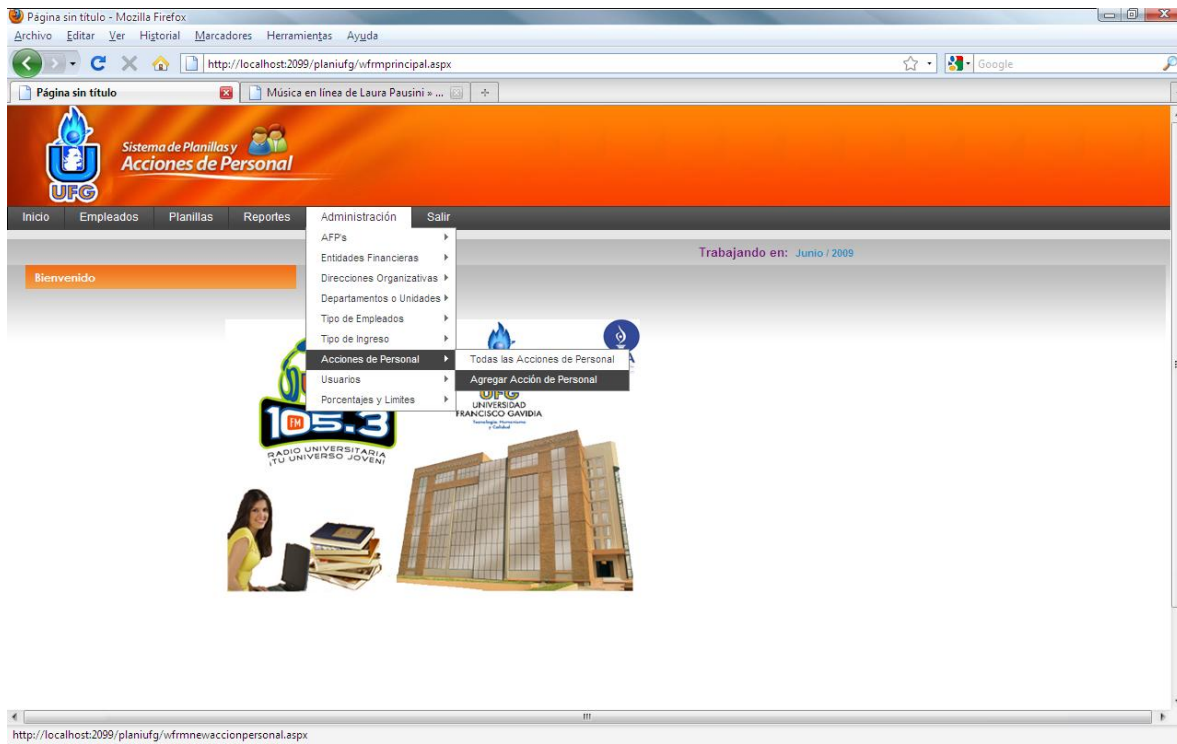 Página sin título - Mozilla Firefox
Archivo Editar Ver Historial Marcadores Herramientas Ayuda
http://localhost:2099/planiufg/wfrmprincipal.aspx
Google
Página sin título
Música en línea de Laura Pausini » ...
Sistema de Planillas y
Acciones de Personal
UFG
Inicio Empleados Planillas Reportes Administración Salir
Trabajando en: Junio / 2009
Bienvenido
AFP's
Entidades Financieras
Direcciones Organizativas
Departamentos o Unidades
Tipo de Empleados
Tipo de Ingreso
Acciones de Personal
Usuarios
Porcentajes y Limites
Todas las Acciones de Personal
Agregar Acción de Personal
UFG
UNIVERSIDAD
FRANCISCO GAVIDIA
Tecnología, Humanismo
y Calidad
105.3
FM
RADIO UNIVERSITARIA
¡TU UNIVERSO JOVEN!
http://localhost:2099/planiufg/wfrmnewaccionpersonal.aspx